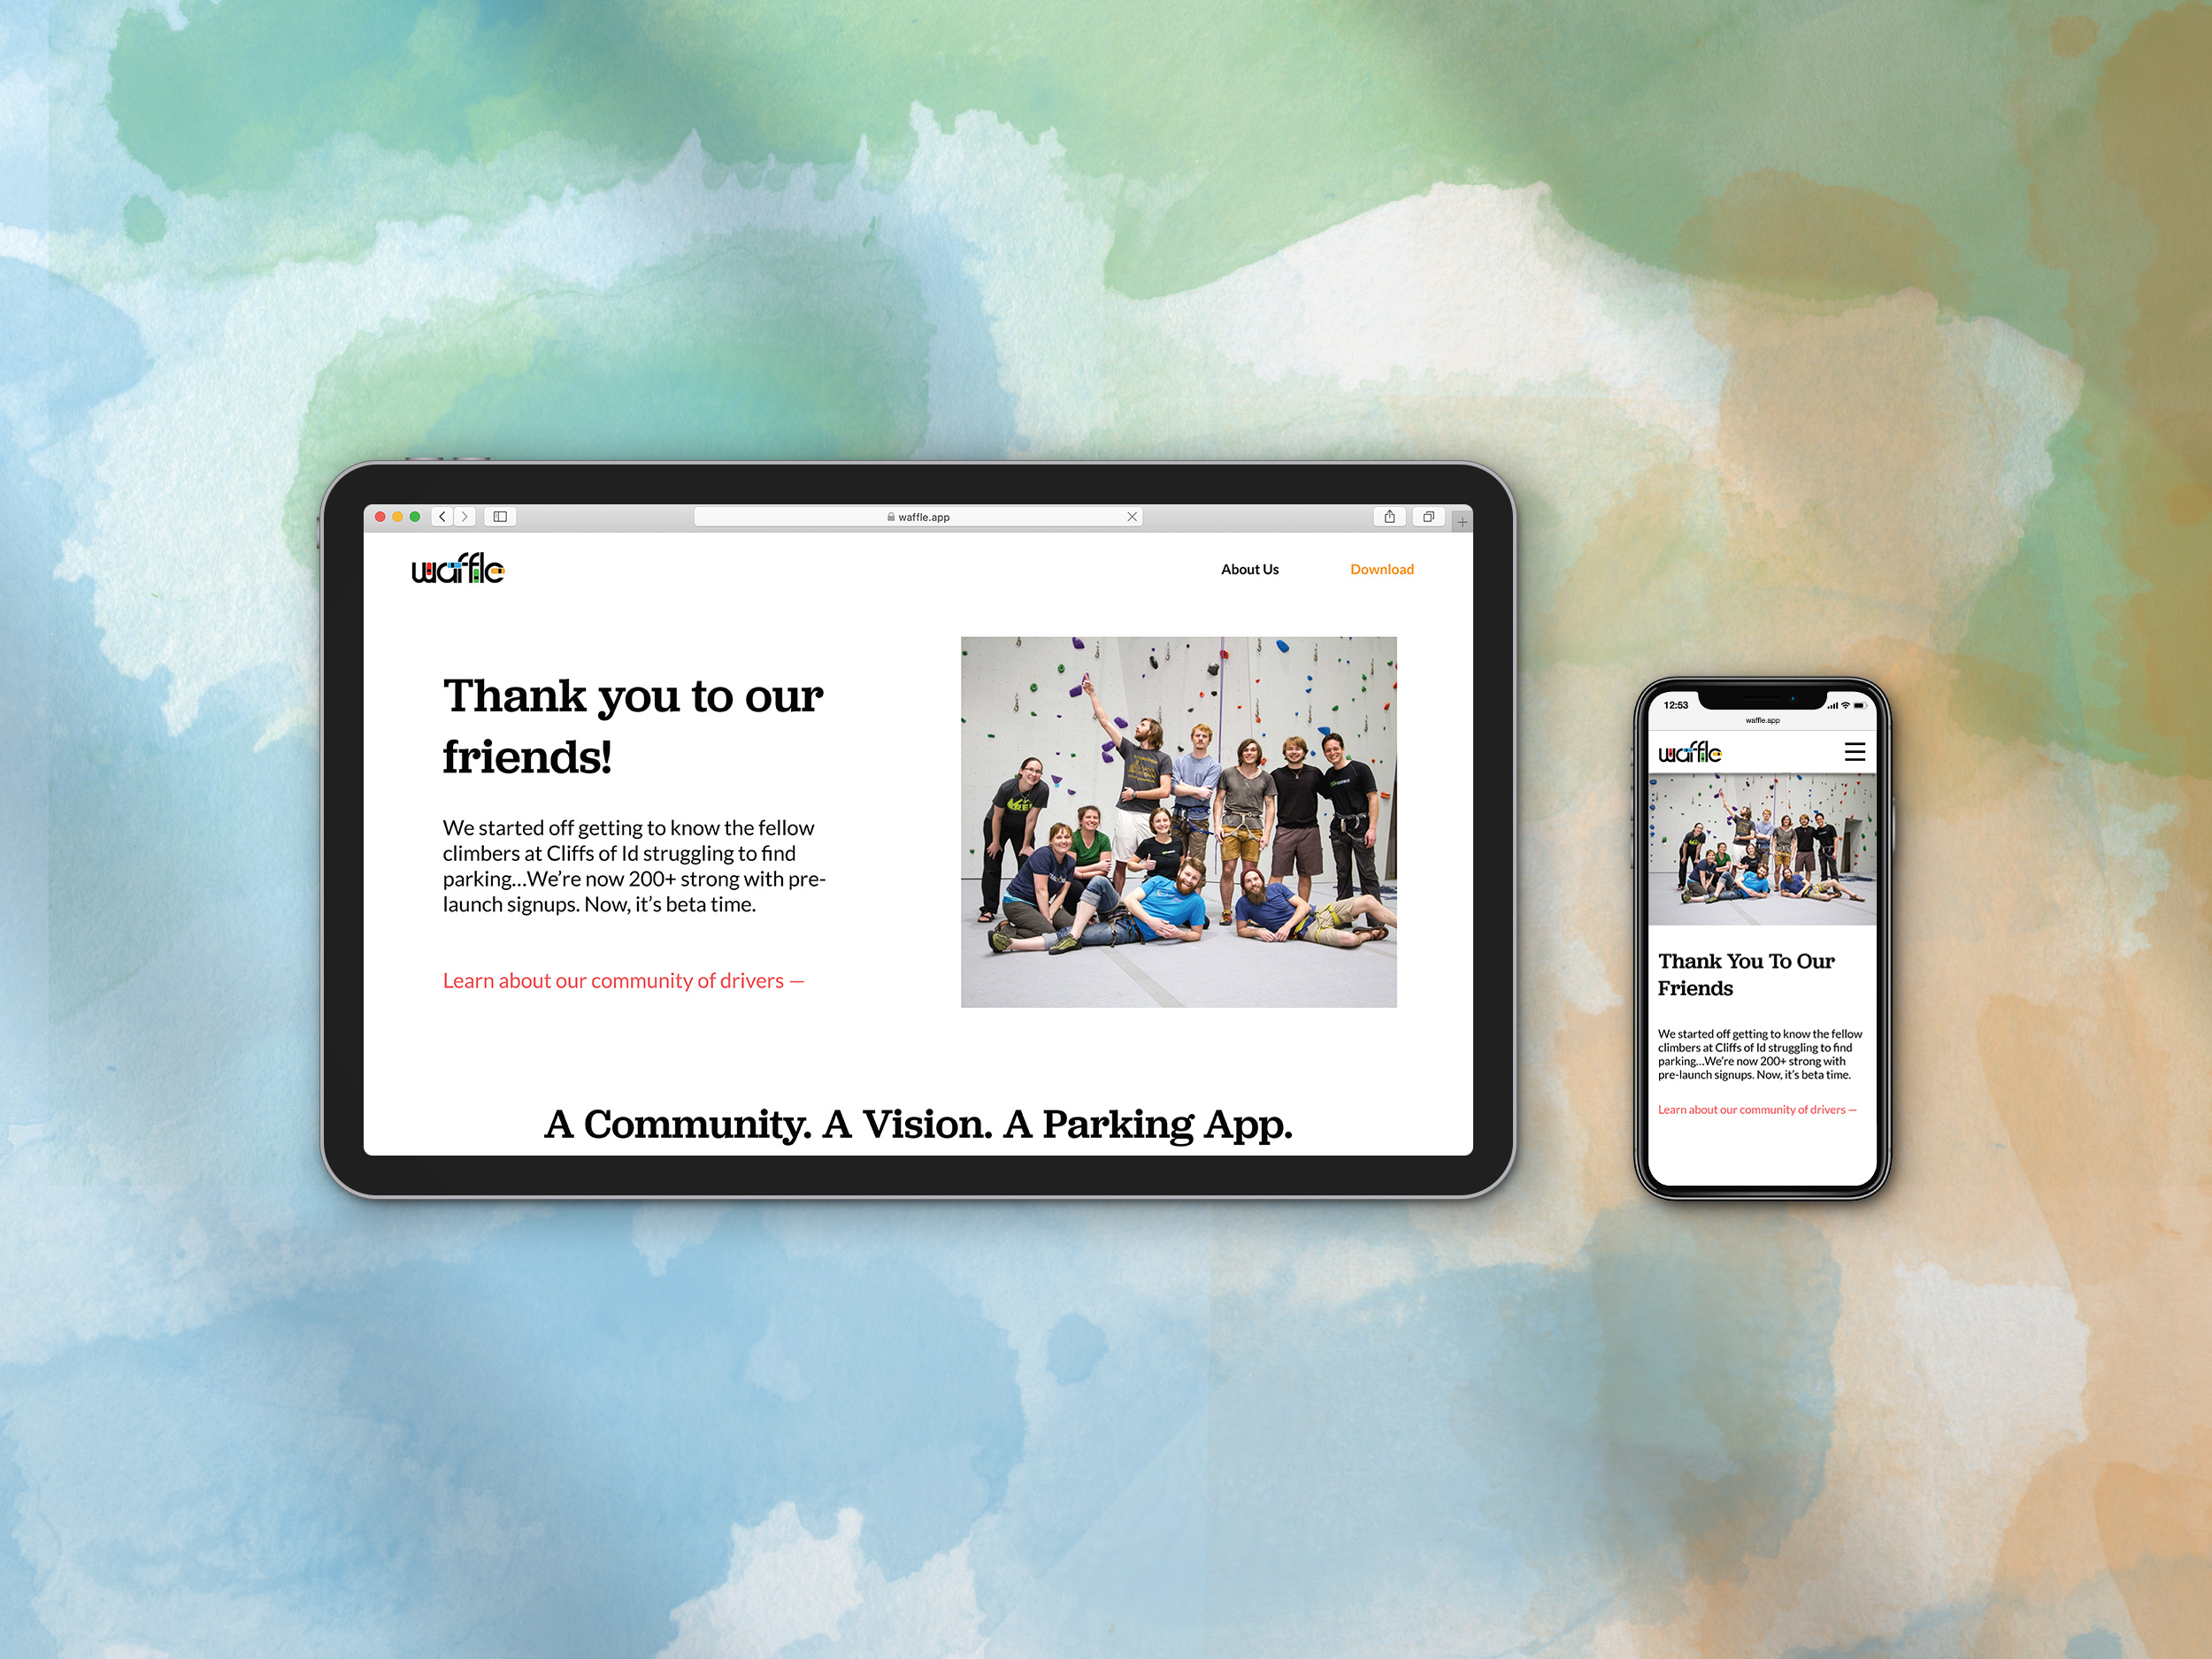 waffle.app
waffle
About Us
Download
Thank you to our
friends!
We started off getting to know the fellow
climbers at Cliffs of Id struggling to find
parking...We're now 200+ strong with pre-
launch signups. Now, it's beta time.
Learn about our community of drivers —
A Community. A Vision. A Parking App.
12:53
waffle.app
waffle
Thank You To Our
Friends
We started off getting to know the fellow
climbers at Cliffs of Id struggling to find
parking...We're now 200+ strong with
pre-launch signups. Now, it's beta time.
Learn about our community of drivers —